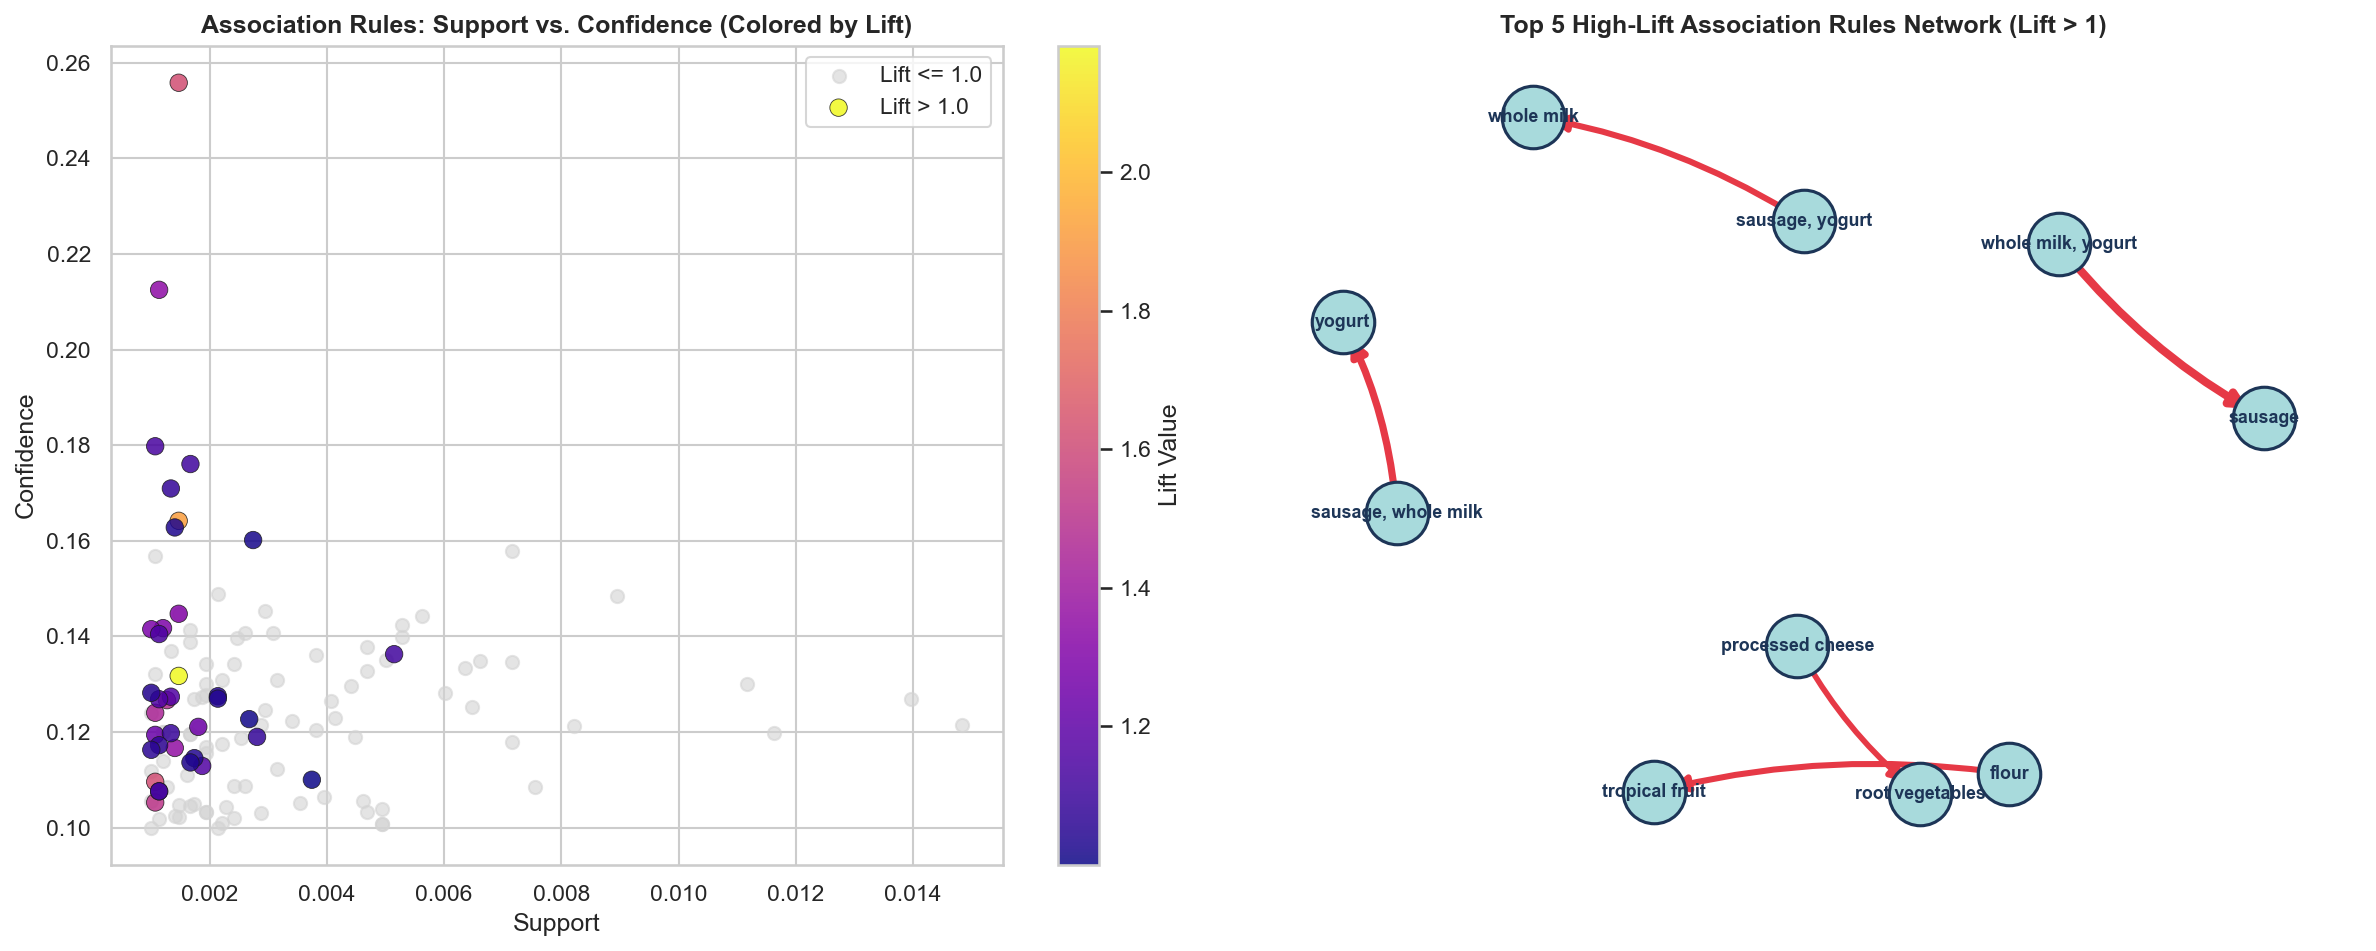 Association Rules: Support vs. Confidence (Colored by Lift)
0.26
0.24
0.22
0.20
0.18
0.16
0.14
0.12
0.10
Confidence
Lift <= 1.0
Lift > 1.0
0.002
0.004
0.006
0.008
0.010
0.012
0.014
Support
2.0
1.8
1.6
1.4
1.2
Lift Value
Top 5 High-Lift Association Rules Network (Lift > 1)
whole milk
sausage, yogurt
whole milk, yogurt
yogurt
sausage
sausage, whole milk
processed cheese
flour
tropical fruit
root vegetables